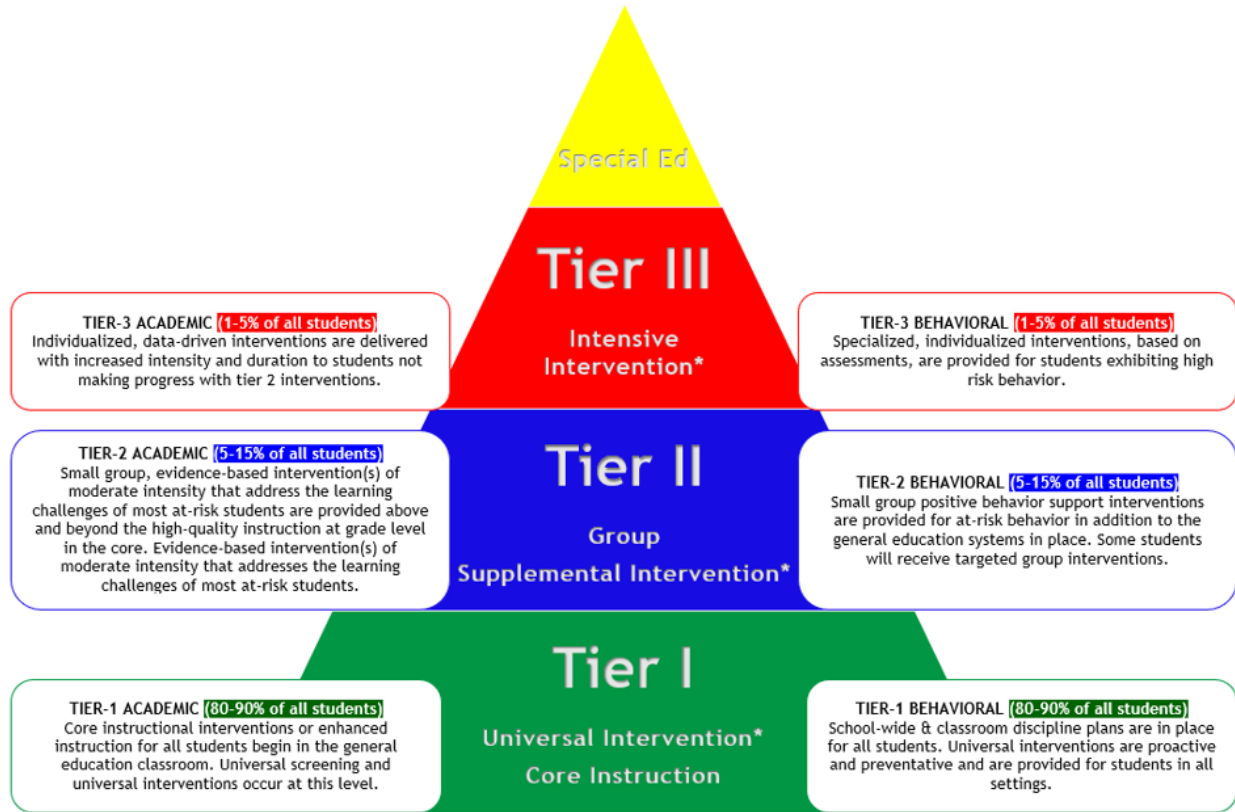 Special Ed
Tier III
Intensive
Intervention*
TIER-3 ACADEMIC (1-5% of all students)
Individualized, data-driven interventions are delivered
with increased intensity and duration to students not
making progress with tier 2 interventions.
TIER-3 BEHAVIORAL (1-5% of all students)
Specialized, individualized interventions, based on
assessments, are provided for students exhibiting high
risk behavior.
Tier II
Group
Supplemental Intervention*
TIER-2 ACADEMIC (5-15% of all students)
Small group, evidence-based intervention(s) of
moderate intensity that address the learning
challenges of most at-risk students are provided above
and beyond the high-quality instruction at grade level
in the core. Evidence-based intervention(s) of
moderate intensity that addresses the learning
challenges of most at-risk students.
TIER-2 BEHAVIORAL (5-15% of all students)
Small group positive behavior support interventions
are provided for at-risk behavior in addition to the
general education systems in place. Some students
will receive targeted group interventions.
Tier I
Universal Intervention*
Core Instruction
TIER-1 ACADEMIC (80-90% of all students)
Core instructional interventions or enhanced
instruction for all students begin in the general
education classroom. Universal screening and
universal interventions occur at this level.
TIER-1 BEHAVIORAL (80-90% of all students)
School-wide & classroom discipline plans are in place
for all students. Universal interventions are proactive
and preventative and are provided for students in all
settings.